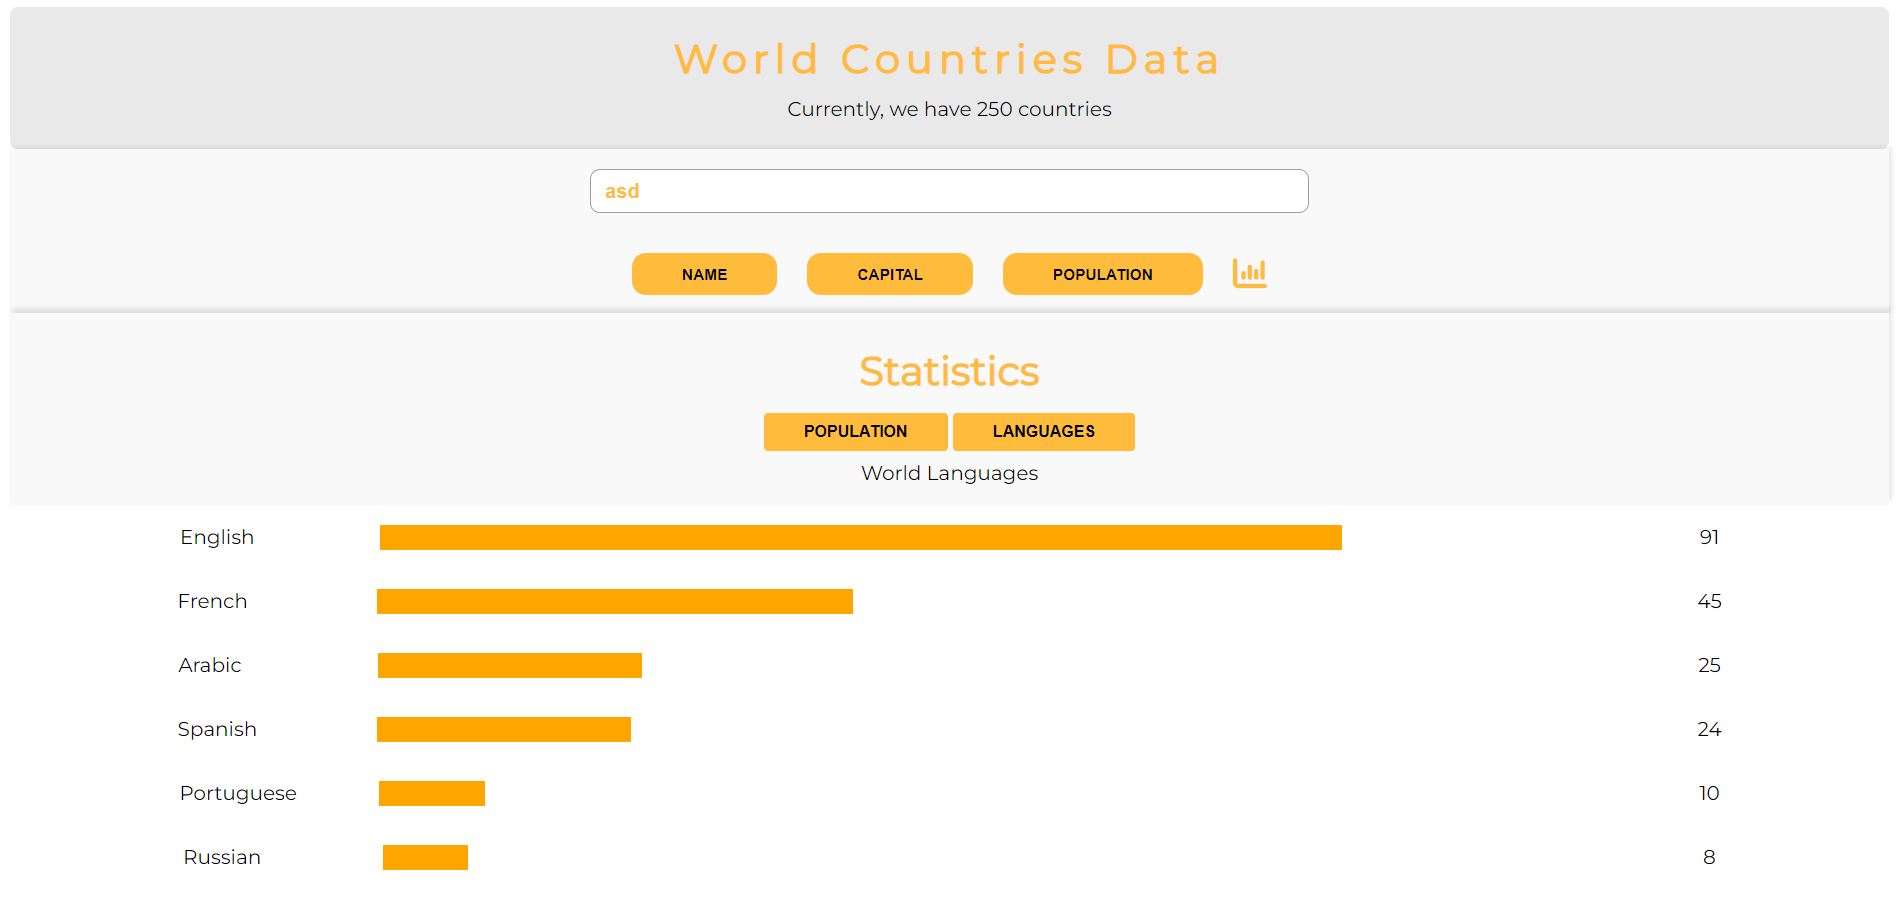 World Countries Data
Currently, we have 250 countries
asd
NAME CAPITAL POPULATION
Statistics
POPULATION LANGUAGES
World Languages
English 91
French 45
Arabic 25
Spanish 24
Portuguese 10
Russian 8